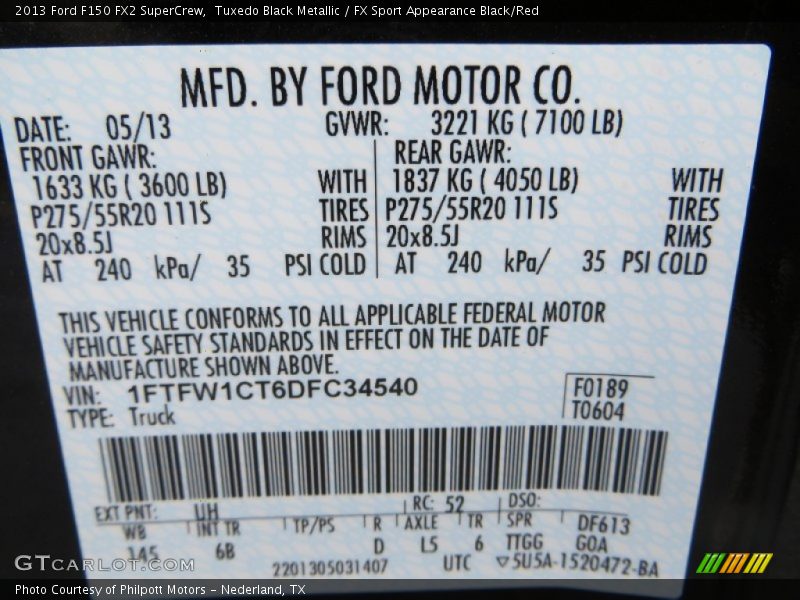 2013 Ford F150 FX2 SuperCrew,  Tuxedo Black Metallic / FX Sport Appearance Black/Red
MFD. BY FORD MOTOR CO.
DATE: 05/13 GVWR: 3221 KG ( 7100 LB)
FRONT GAWR: REAR GAWR:
1633 KG ( 3600 LB) WITH 1837 KG ( 4050 LB) WITH
P275/55R20 111S TIRES P275/55R20 111S TIRES
20x8.5J RIMS 20x8.5J RIMS
AT 240 kPa/ 35 PSI COLD AT 240 kPa/ 35 PSI COLD
THIS VEHICLE CONFORMS TO ALL APPLICABLE FEDERAL MOTOR
VEHICLE SAFETY STANDARDS IN EFFECT ON THE DATE OF
MANUFACTURE SHOWN ABOVE.
VIN: 1FTFW1CT6DFC34540 F0189
TYPE: Truck T0604
EXT PNT: UH RC: 52 DSO:
WB INT TR TP/PS R AXLE TR SPR DF613
145 6B D L5 6 TTGG GOA
2201305031407 UTC ▽5U5A-1520472-BA
GTCARLOT.COM
Photo Courtesy of Philpott Motors – Nederland, TX